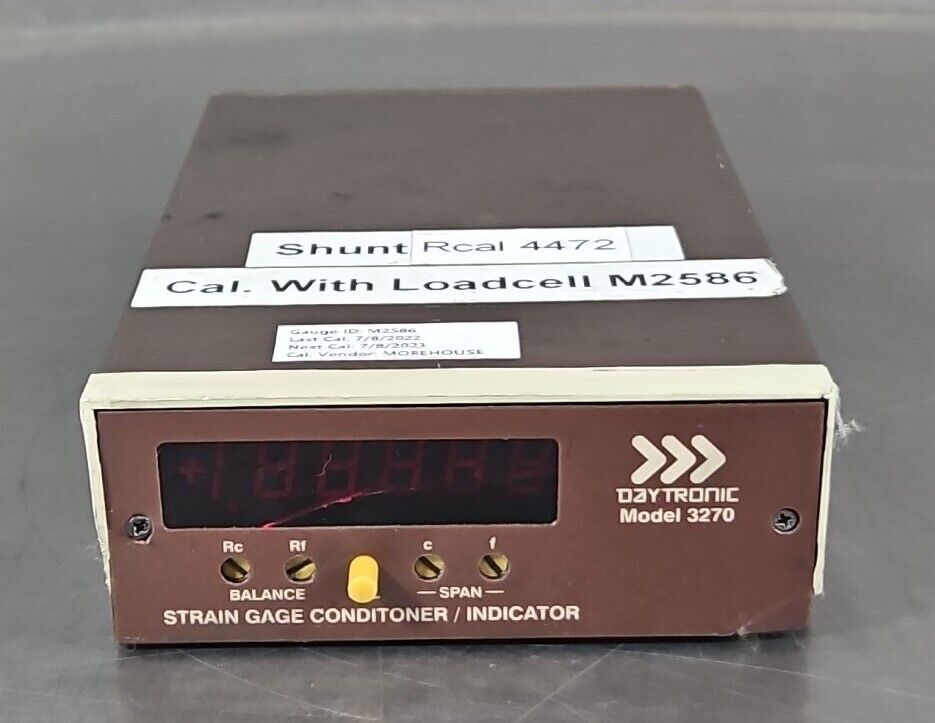 Shunt Rcal 4472
Cal. With Loadcell M2586
Gauge ID: M2586
Last Cal: 7/8/2022
Next Cal: 7/8/2023
Cal. Vendor: MOREHOUSE
DAYTRONIC
Model 3270
Rc Rf c f
BALANCE SPAN
STRAIN GAGE CONDITONER / INDICATOR